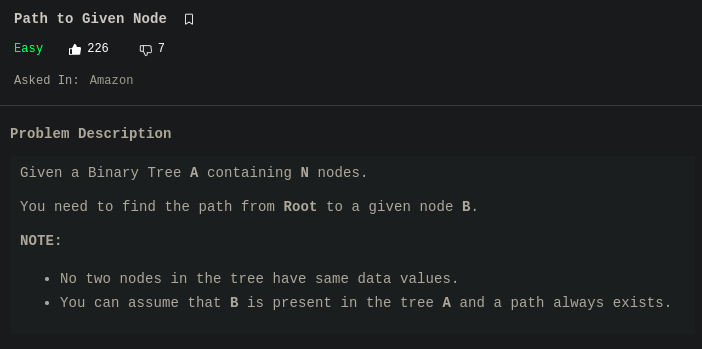 Path to Given Node
Easy 226 7
Asked In: Amazon
Problem Description
Given a Binary Tree A containing N nodes.
You need to find the path from Root to a given node B.
NOTE:
• No two nodes in the tree have same data values.
• You can assume that B is present in the tree A and a path always exists.